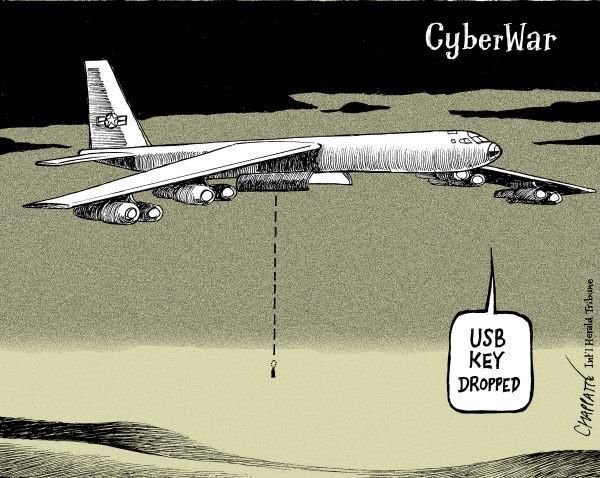 CyberWar
USB
KEY
DROPPED
CHAPPATTE Int'l Herald Tribune